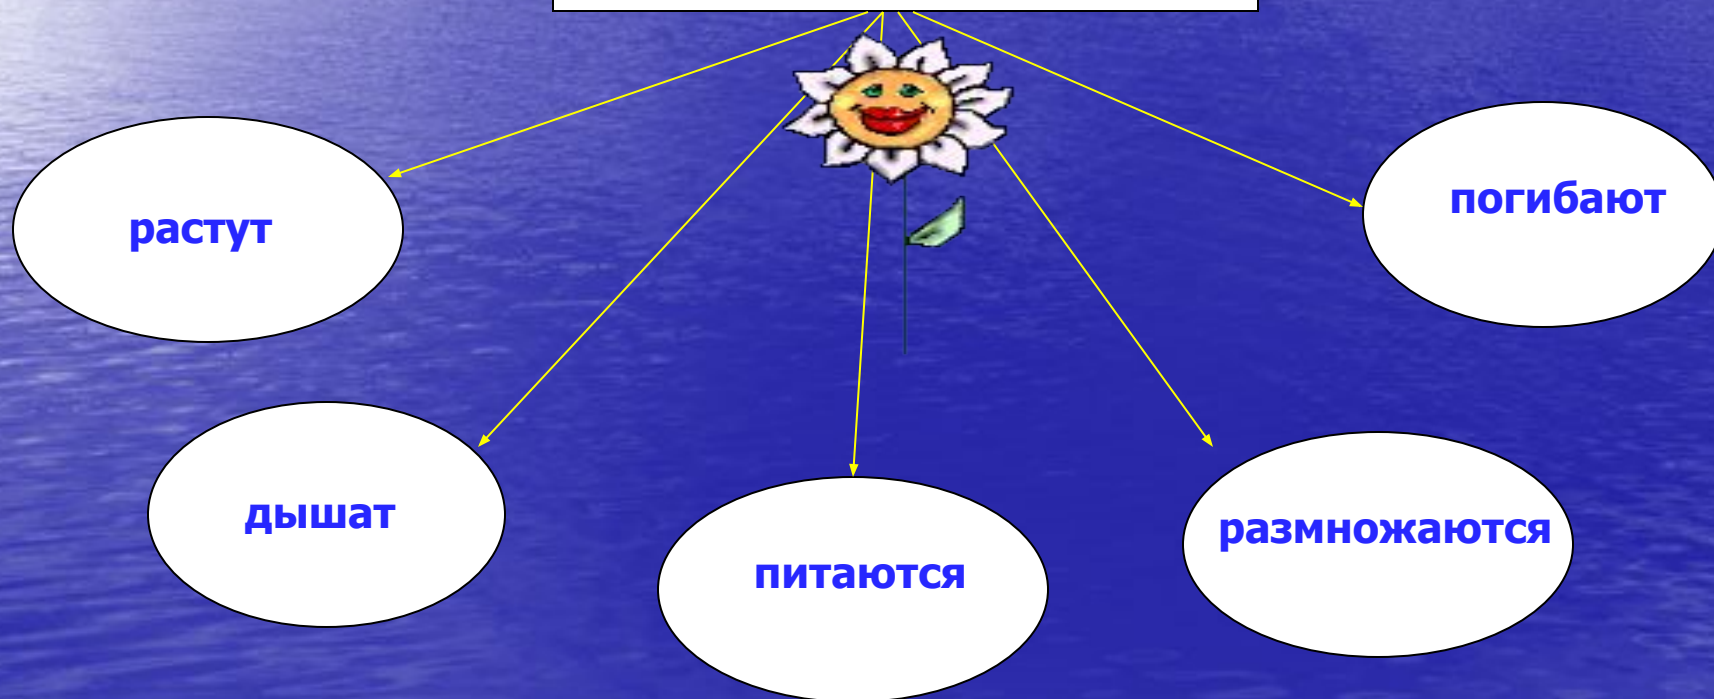 растут
погибают
дышат
питаются
размножаются